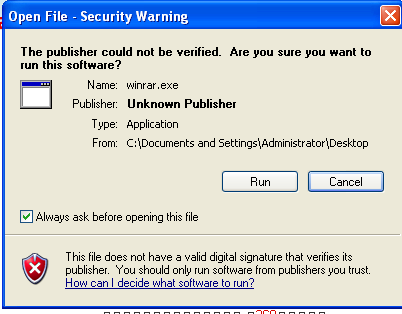 Open File - Security Warning
The publisher could not be verified. Are you sure you want to
run this software?
Name: winrar.exe
Publisher: Unknown Publisher
Type: Application
From: C:\Documents and Settings\Administrator\Desktop
Run Cancel
Always ask before opening this file
This file does not have a valid digital signature that verifies its
publisher. You should only run software from publishers you trust.
How can I decide what software to run?